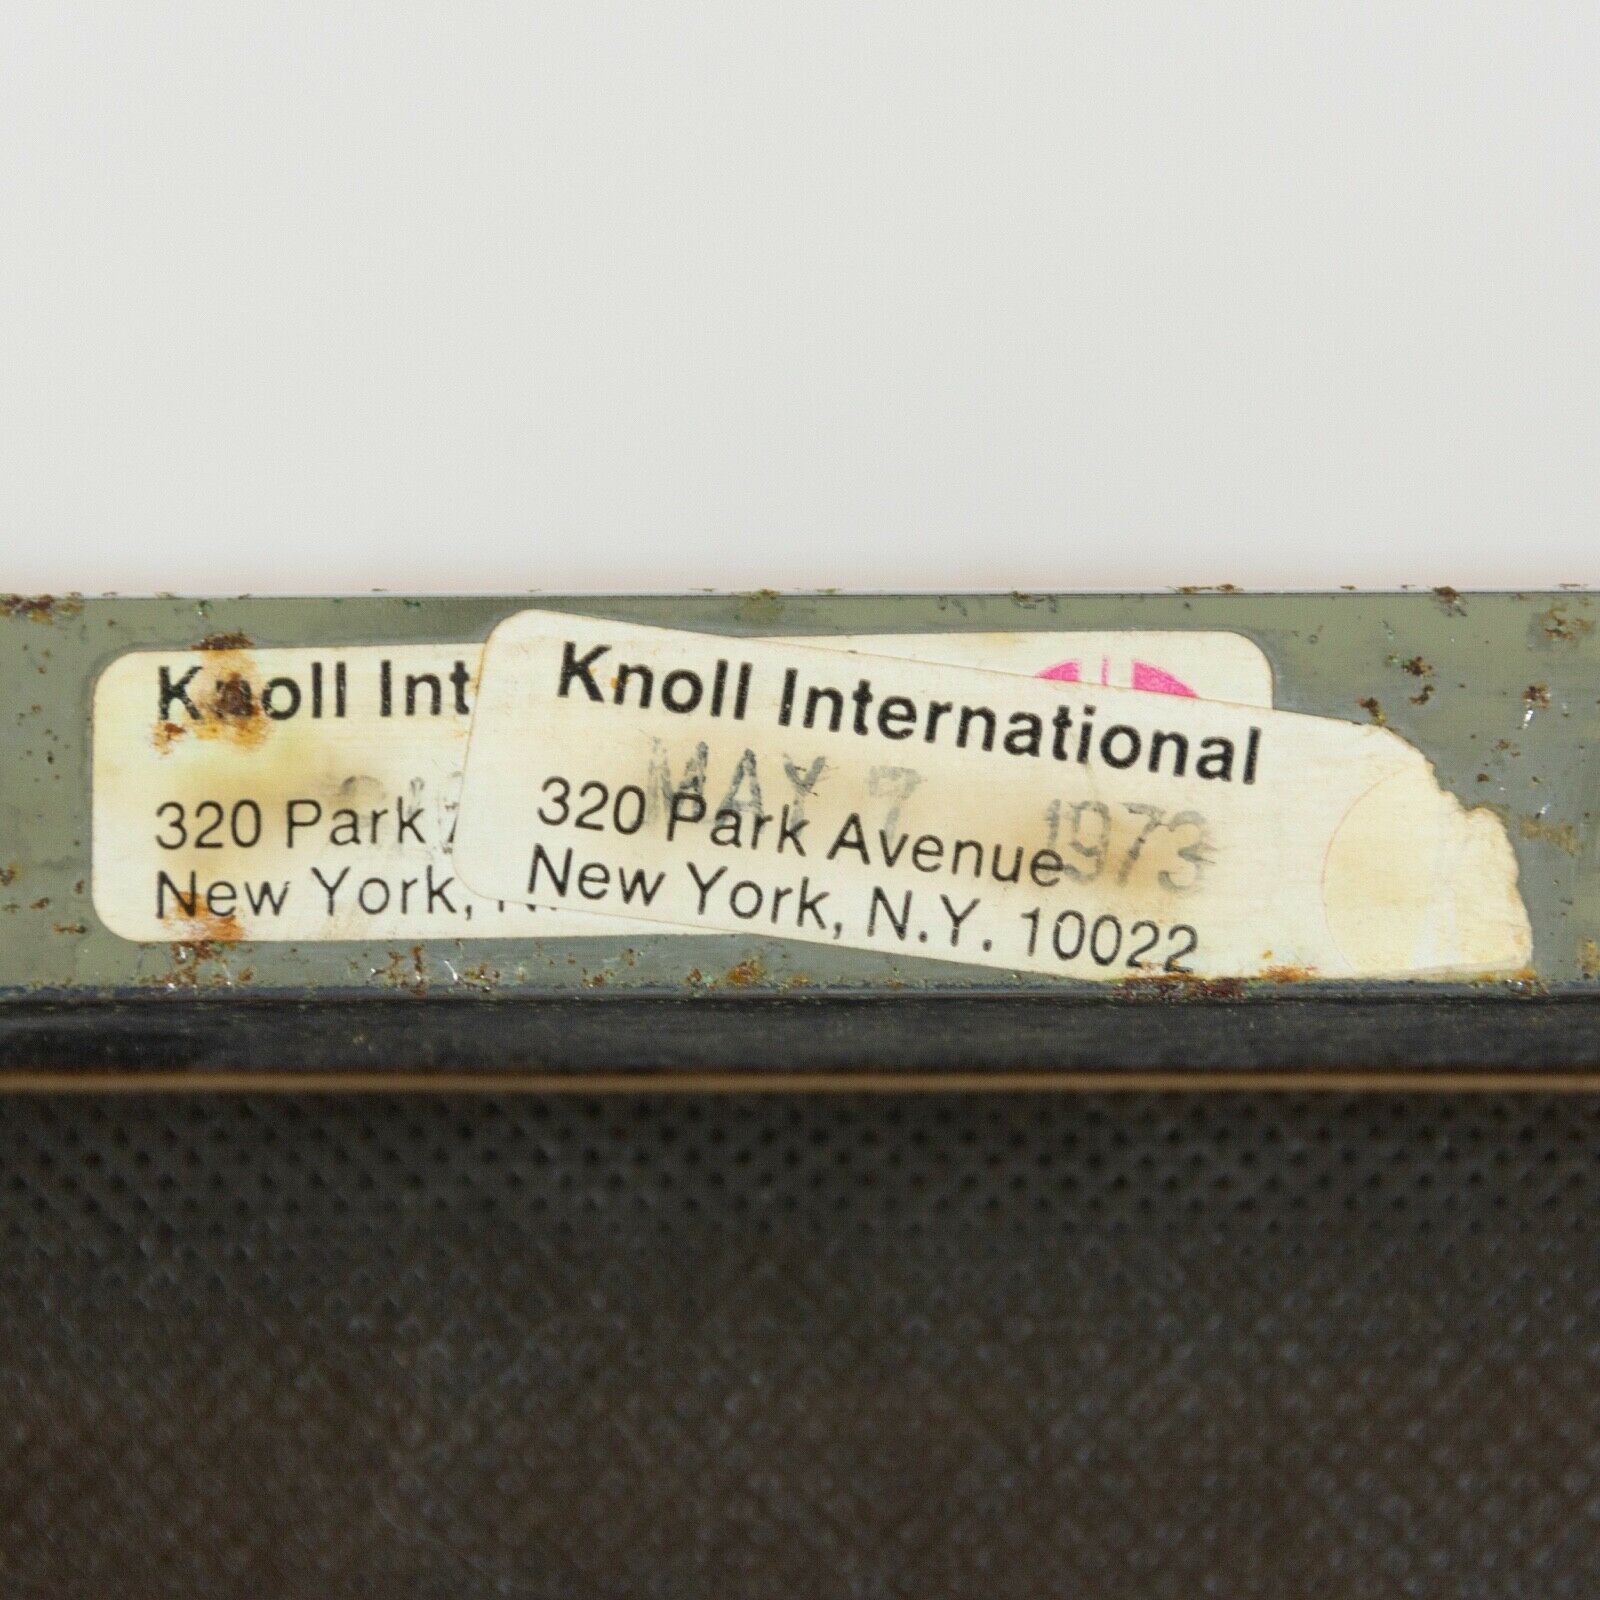 Knoll Int
320 Park
New York,
Knoll International
MAY 7 1973
320 Park Avenue
New York, N.Y. 10022